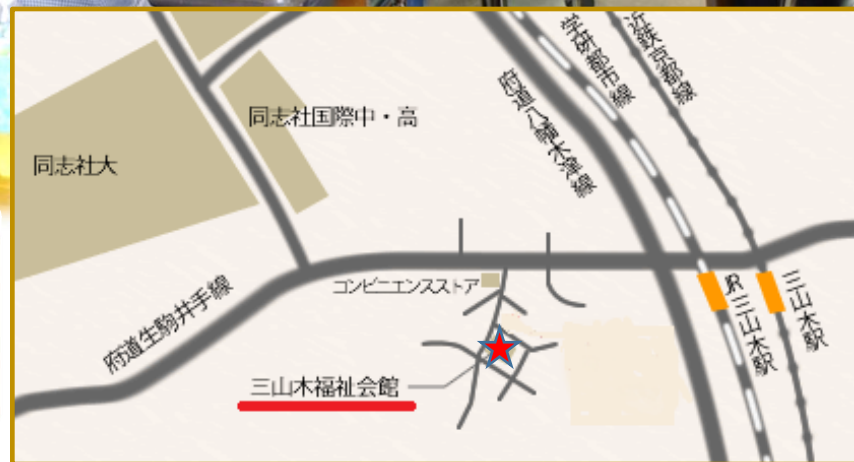 近鉄京都線
学研都市線
府道八幡木津線
同志社国際中・高
同志社大
コンビニエンスストア
JR三山木駅
三山木駅
府道生駒井手線
三山木福祉会館